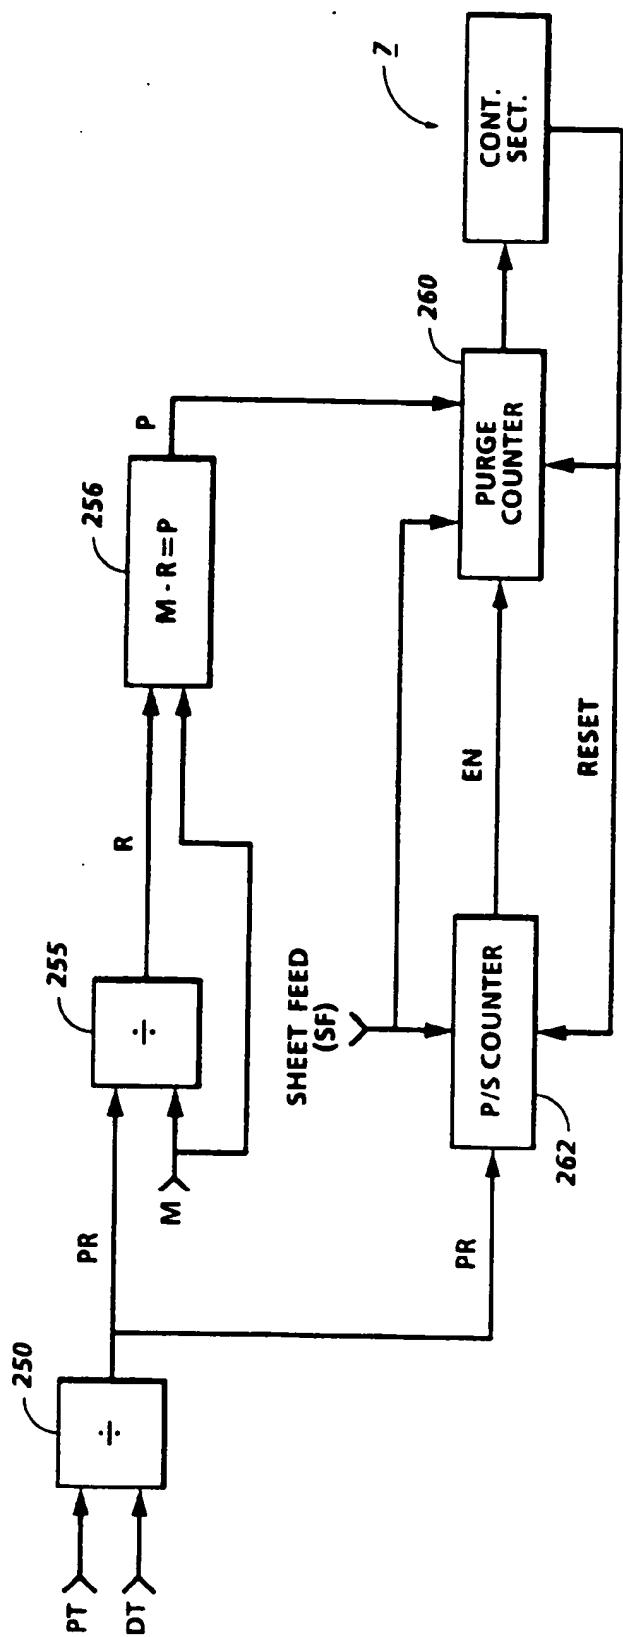 PT
DT
250
÷
PR
M
255
÷
R
256
M · R = P
P
SHEET FEED
(SF)
PR
P/S COUNTER
262
EN
RESET
260
PURGE
COUNTER
7
CONT.
SECT.